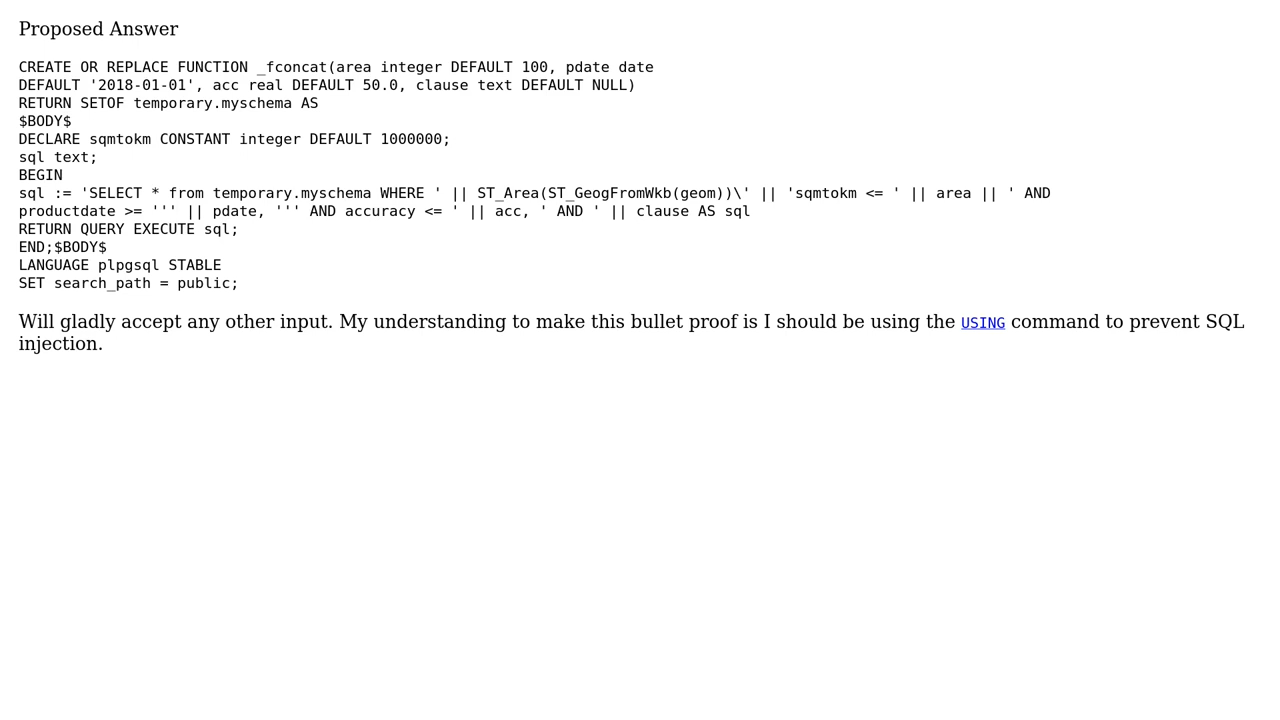 Proposed Answer
CREATE OR REPLACE FUNCTION _fconcat(area integer DEFAULT 100, pdate date
DEFAULT '2018-01-01', acc real DEFAULT 50.0, clause text DEFAULT NULL)
RETURN SETOF temporary.myschema AS
$BODY$
DECLARE sqmtokm CONSTANT integer DEFAULT 1000000;
sql text;
BEGIN
sql := 'SELECT * from temporary.myschema WHERE ' || ST_Area(ST_GeogFromWkb(geom))\' || 'sqmtokm <= ' || area || ' AND
productdate >= ''' || pdate, ''' AND accuracy <= ' || acc, ' AND ' || clause AS sql
RETURN QUERY EXECUTE sql;
END;$BODY$
LANGUAGE plpgsql STABLE
SET search_path = public;
Will gladly accept any other input. My understanding to make this bullet proof is I should be using the USING command to prevent SQL
injection.